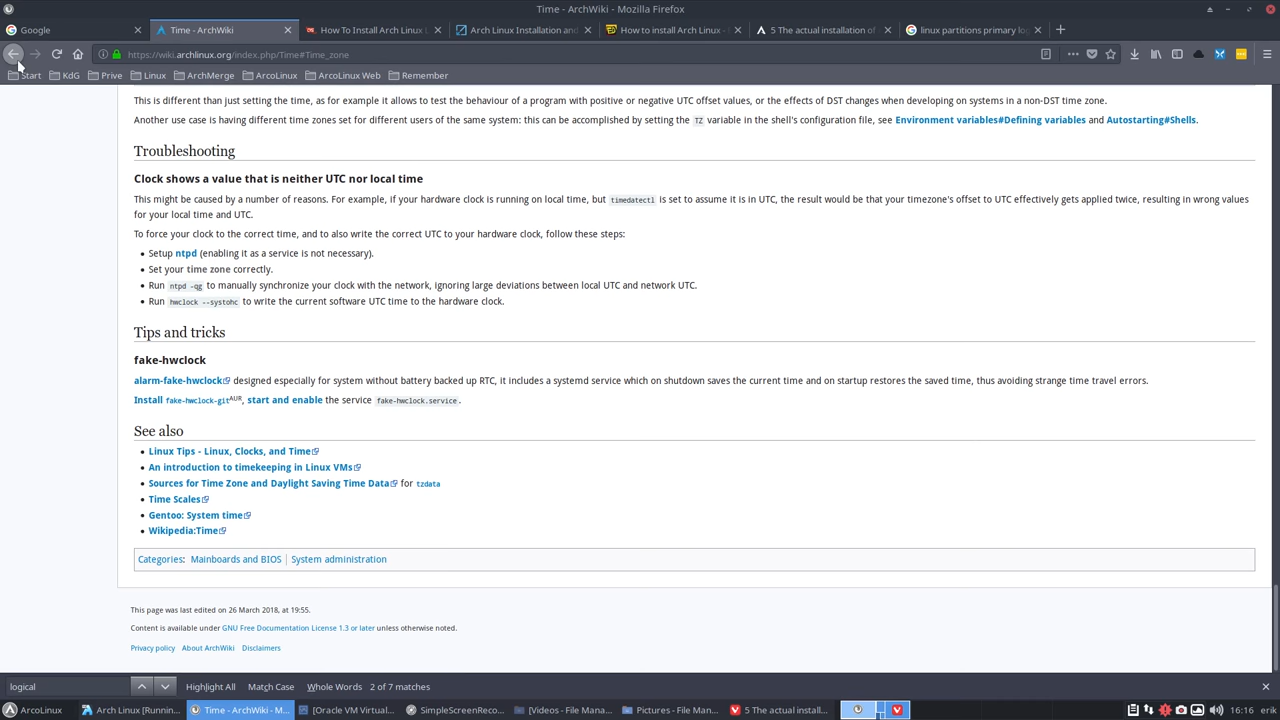 Time - ArchWiki - Mozilla Firefox
Google
Time - ArchWiki
How To Install Arch Linux L
Arch Linux Installation and
How to install Arch Linux -
5 The actual installation of
linux partitions primary log
https://wiki.archlinux.org/index.php/Time#Time_zone
Start KdG Prive Linux ArchMerge ArcoLinux ArcoLinux Web Remember
This is different than just setting the time, as for example it allows to test the behaviour of a program with positive or negative UTC offset values, or the effects of DST changes when developing on systems in a non-DST time zone.
Another use case is having different time zones set for different users of the same system: this can be accomplished by setting the TZ variable in the shell's configuration file, see Environment variables#Defining variables and Autostarting#Shells.
Troubleshooting
Clock shows a value that is neither UTC nor local time
This might be caused by a number of reasons. For example, if your hardware clock is running on local time, but timedatectl is set to assume it is in UTC, the result would be that your timezone's offset to UTC effectively gets applied twice, resulting in wrong values
for your local time and UTC.
To force your clock to the correct time, and to also write the correct UTC to your hardware clock, follow these steps:
• Setup ntpd (enabling it as a service is not necessary).
• Set your time zone correctly.
• Run ntpd -qg to manually synchronize your clock with the network, ignoring large deviations between local UTC and network UTC.
• Run hwclock --systohc to write the current software UTC time to the hardware clock.
Tips and tricks
fake-hwclock
alarm-fake-hwclock designed especially for system without battery backed up RTC, it includes a systemd service which on shutdown saves the current time and on startup restores the saved time, thus avoiding strange time travel errors.
Install fake-hwclock-gitAUR, start and enable the service fake-hwclock.service.
See also
• Linux Tips - Linux, Clocks, and Time
• An introduction to timekeeping in Linux VMs
• Sources for Time Zone and Daylight Saving Time Data for tzdata
• Time Scales
• Gentoo: System time
• Wikipedia:Time
Categories: Mainboards and BIOS | System administration
This page was last edited on 26 March 2018, at 19:55.
Content is available under GNU Free Documentation License 1.3 or later unless otherwise noted.
Privacy policy About ArchWiki Disclaimers
logical Highlight All Match Case Whole Words 2 of 7 matches
ArcoLinux Arch Linux [Runnin... Time - ArchWiki - M... [Oracle VM Virtual... SimpleScreenReco... [Videos - File Mana... Pictures - File Man... 5 The actual install... 16:16 erik